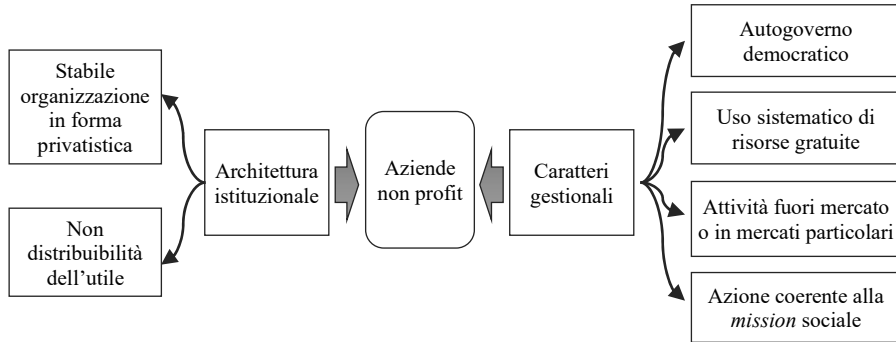 Stabile
organizzazione
in forma
privatistica
Non
distribuibilità
dell’utile
Architettura
istituzionale
Aziende
non profit
Caratteri
gestionali
Autogoverno
democratico
Uso sistematico di
risorse gratuite
Attività fuori mercato
o in mercati particolari
Azione coerente alla
mission sociale